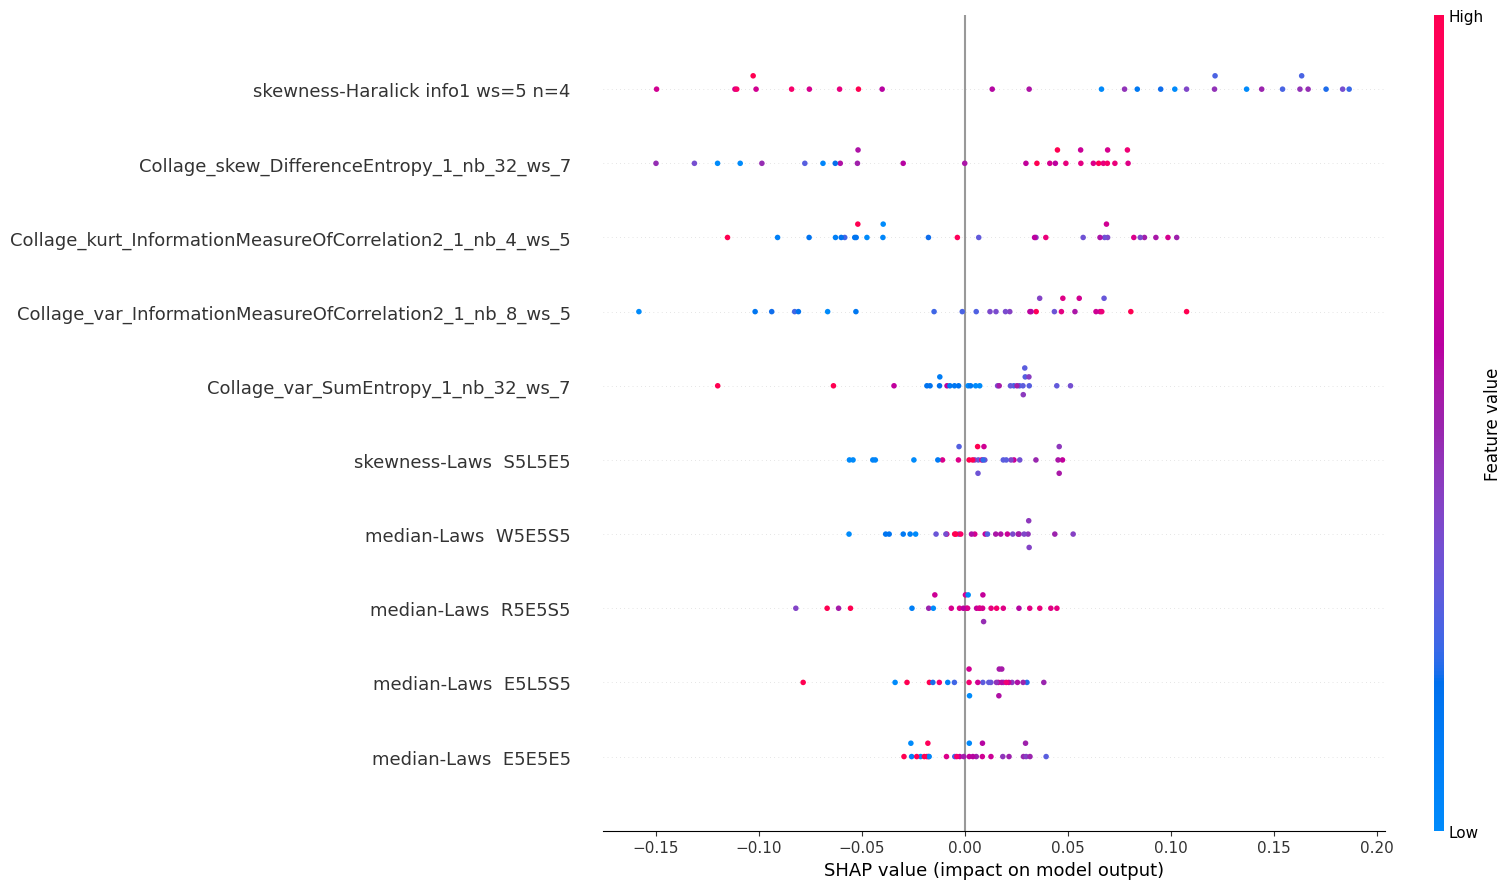 High
skewness-Haralick info1 ws=5 n=4
Collage_skew_DifferenceEntropy_1_nb_32_ws_7
Collage_kurt_InformationMeasureOfCorrelation2_1_nb_4_ws_5
Collage_var_InformationMeasureOfCorrelation2_1_nb_8_ws_5
Collage_var_SumEntropy_1_nb_32_ws_7
skewness-Laws  S5L5E5
median-Laws  W5E5S5
median-Laws  R5E5S5
median-Laws  E5L5S5
median-Laws  E5E5E5
Feature value
Low
−0.15 −0.10 −0.05 0.00 0.05 0.10 0.15 0.20
SHAP value (impact on model output)